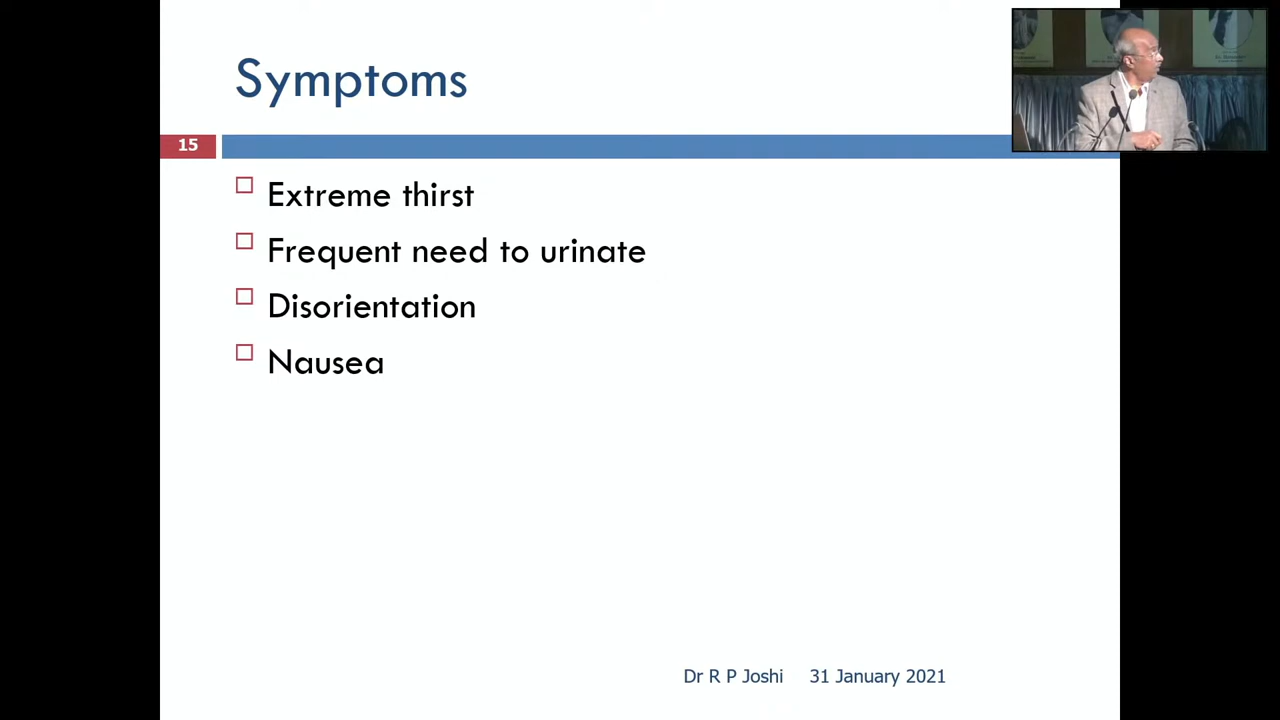 Symptoms
15
Extreme thirst
Frequent need to urinate
Disorientation
Nausea
Dr R P Joshi 31 January 2021